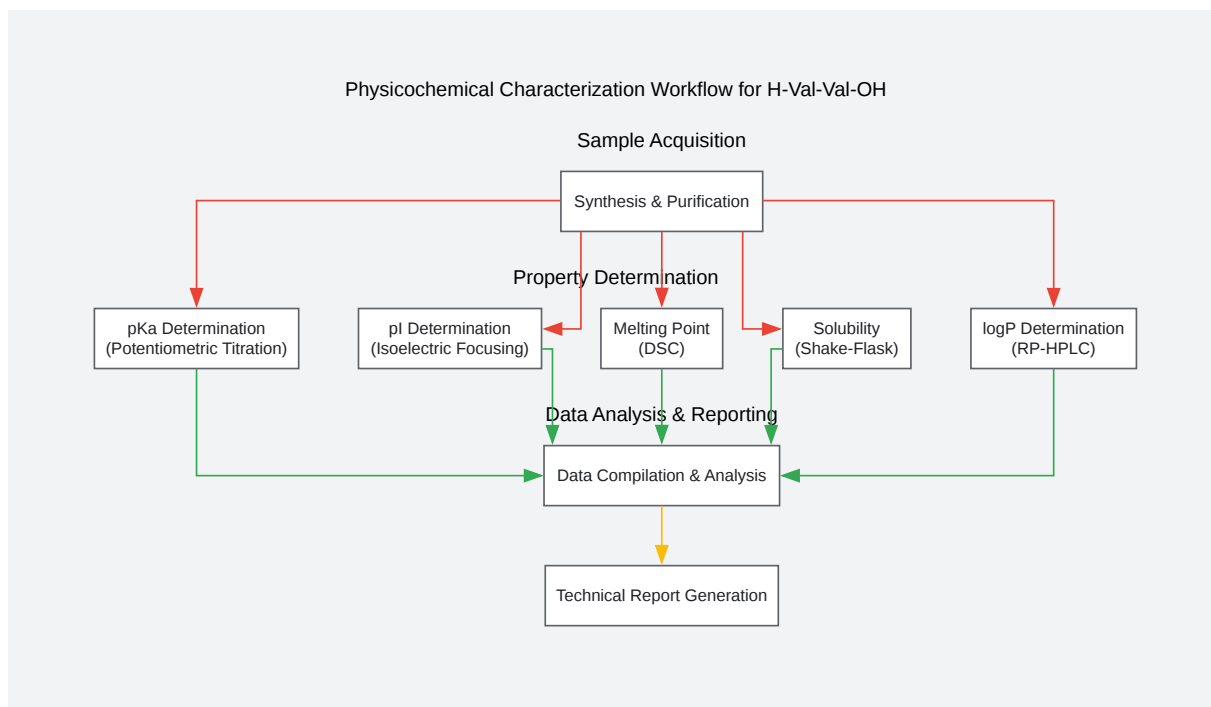 Physicochemical Characterization Workflow for H-Val-Val-OH
Sample Acquisition
Synthesis & Purification
Property Determination
pKa Determination
(Potentiometric Titration)
pI Determination
(Isoelectric Focusing)
Melting Point
(DSC)
Solubility
(Shake-Flask)
logP Determination
(RP-HPLC)
Data Analysis & Reporting
Data Compilation & Analysis
Technical Report Generation